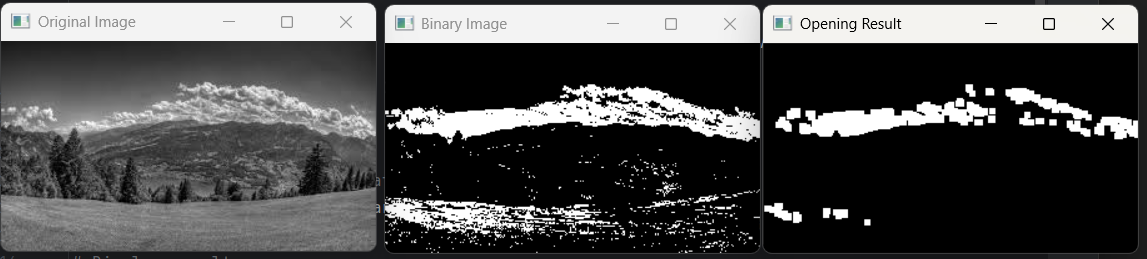 Original Image
Binary Image
Opening Result